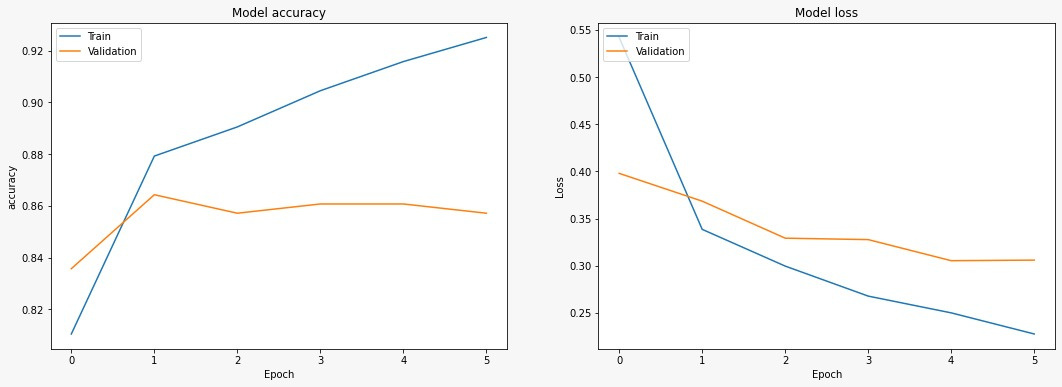 Model accuracy
Train
Validation
0.92
0.90
0.88
0.86
0.84
0.82
accuracy
0 1 2 3 4 5
Epoch
Model loss
Train
Validation
0.55
0.50
0.45
0.40
0.35
0.30
0.25
Loss
0 1 2 3 4 5
Epoch